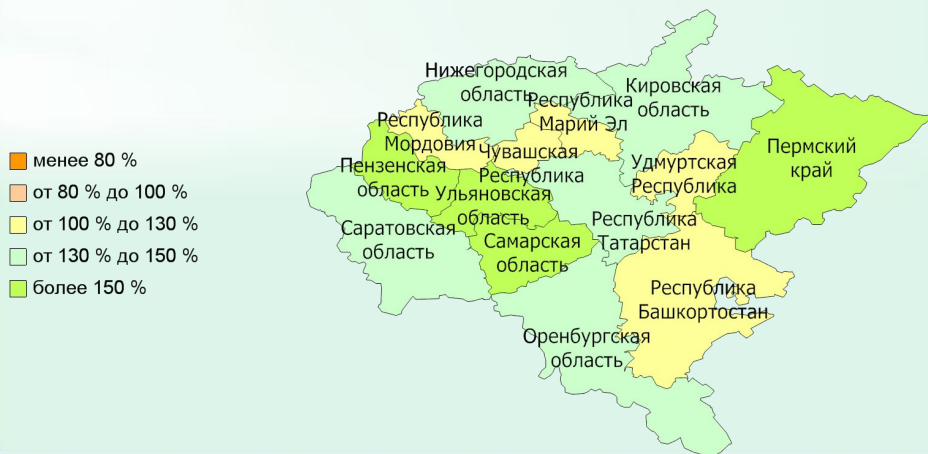 менее 80 %
от 80 % до 100 %
от 100 % до 130 %
от 130 % до 150 %
более 150 %
Нижегородская
область
Республика
Марий Эл
Кировская
область
Республика
Мордовия
Чувашская
Республика
Удмуртская
Республика
Пермский
край
Пензенская
область
Ульяновская
область
Саратовская
область
Самарская
область
Республика
Татарстан
Республика
Башкортостан
Оренбургская
область